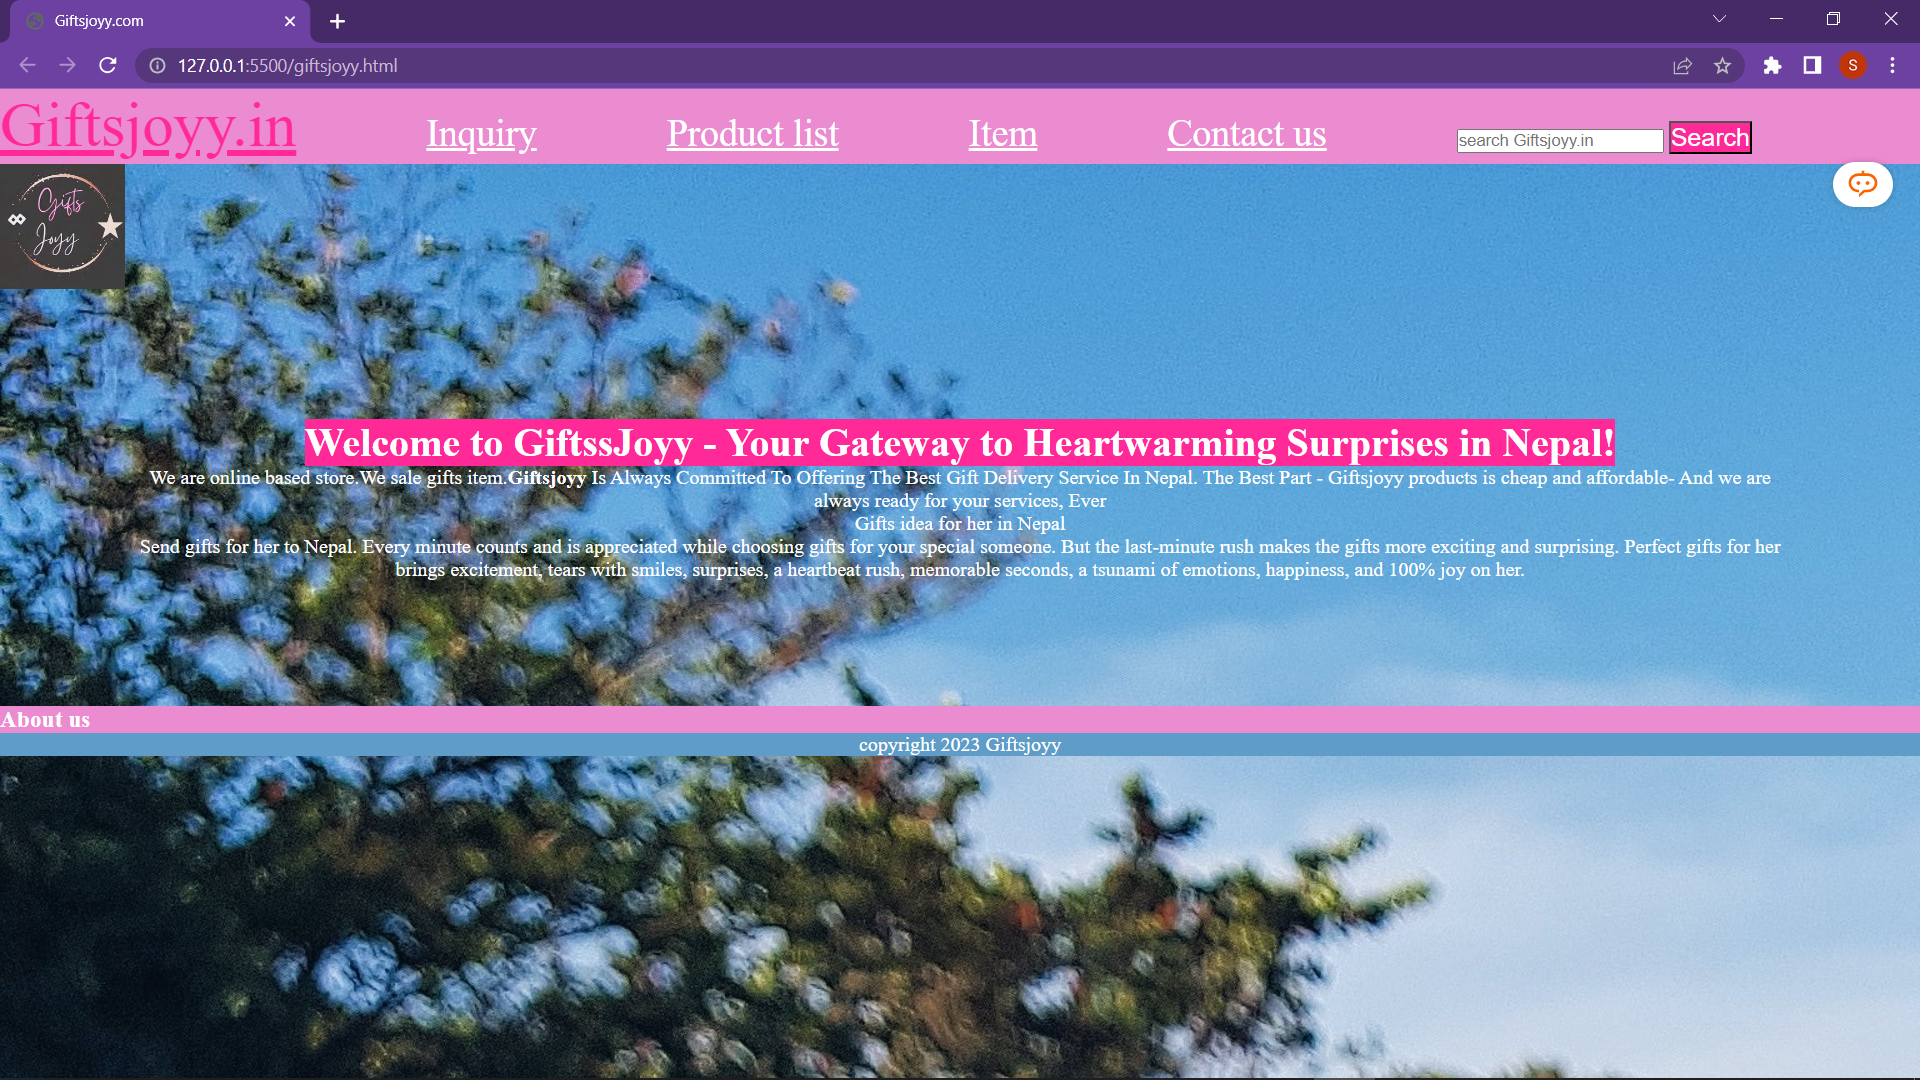 Giftsjoyy.com
127.0.0.1:5500/giftsjoyy.html
S
Giftsjoyy.in
Inquiry
Product list
Item
Contact us
search Giftsjoyy.in
Search
Gifts
Joyy
Welcome to GiftssJoyy - Your Gateway to Heartwarming Surprises in Nepal!
We are online based store.We sale gifts item.Giftsjoyy Is Always Committed To Offering The Best Gift Delivery Service In Nepal. The Best Part - Giftsjoyy products is cheap and affordable- And we are
always ready for your services, Ever
Gifts idea for her in Nepal
Send gifts for her to Nepal. Every minute counts and is appreciated while choosing gifts for your special someone. But the last-minute rush makes the gifts more exciting and surprising. Perfect gifts for her
brings excitement, tears with smiles, surprises, a heartbeat rush, memorable seconds, a tsunami of emotions, happiness, and 100% joy on her.
About us
copyright 2023 Giftsjoyy